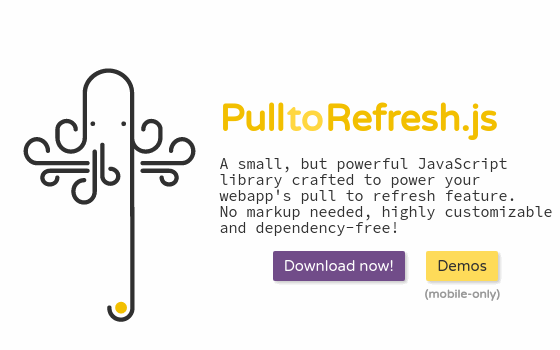 PulltoRefresh.js
A small, but powerful JavaScript
library crafted to power your
webapp's pull to refresh feature.
No markup needed, highly customizable
and dependency-free!
Download now!
Demos
(mobile-only)